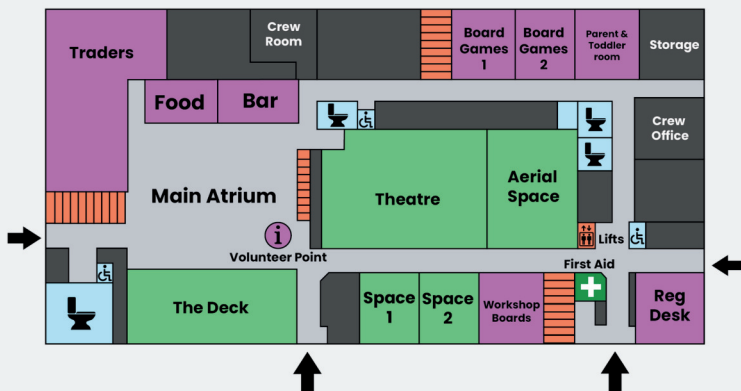 Traders
Crew
Room
Board
Games
1
Board
Games
2
Parent &
Toddler
room
Storage
Food
Bar
Crew
Office
Main Atrium
Theatre
Aerial
Space
i
Volunteer Point
Lifts
First Aid
The Deck
Space
1
Space
2
Workshop
Boards
Reg
Desk